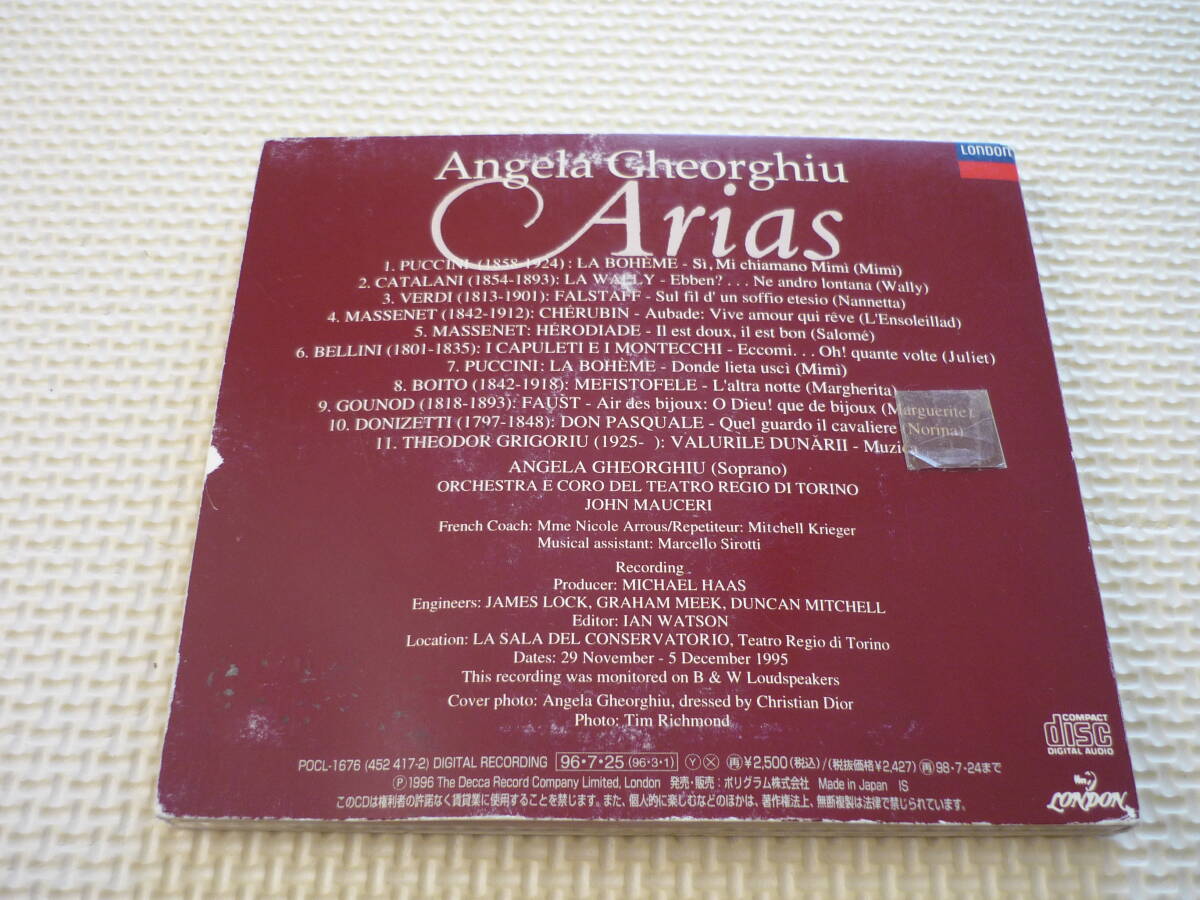 LONDON
Angela Gheorghiu
Arias
1. PUCCINI (1858-1924) : LA BOHÈME - Sì, Mi chiamano Mimì (Mimì)
2. CATALANI (1854-1893): LA WALLY - Ebben? . . . Ne andro lontana (Wally)
3. VERDI (1813-1901): FALSTAFF - Sul fil d' un soffio etesio (Nannetta)
4. MASSENET (1842-1912): CHÉRUBIN - Aubade: Vive amour qui rêve (L'Ensoleillad)
5. MASSENET: HÉRODIADE - Il est doux, il est bon (Salomé)
6. BELLINI (1801-1835): I CAPULETI E I MONTECCHI - Eccomi. . . Oh! quante volte (Juliet)
7. PUCCINI: LA BOHÈME - Donde lieta uscì (Mimì)
8. BOITO (1842-1918): MEFISTOFELE - L'altra notte (Margherita)
9. GOUNOD (1818-1893): FAUST - Air des bijoux: O Dieu! que de bijoux (Marguerite)
10. DONIZETTI (1797-1848): DON PASQUALE - Quel guardo il cavaliere (Norina)
11. THEODOR GRIGORIU (1925- ): VALURILE DUNĂRII -
ANGELA GHEORGHIU (Soprano)
ORCHESTRA E CORO DEL TEATRO REGIO DI TORINO
JOHN MAUCERI
French Coach: Mme Nicole Arrous/Repetiteur: Mitchell Krieger
Musical assistant: Marcello Sirotti
Recording
Producer: MICHAEL HAAS
Engineers: JAMES LOCK, GRAHAM MEEK, DUNCAN MITCHELL
Editor: IAN WATSON
Location: LA SALA DEL CONSERVATORIO, Teatro Regio di Torino
Dates: 29 November - 5 December 1995
This recording was monitored on B & W Loudspeakers
Cover photo: Angela Gheorghiu, dressed by Christian Dior
Photo: Tim Richmond
COMPACT
disc
DIGITAL AUDIO
POCL-1676 (452 417-2) DIGITAL RECORDING 96・7・25 (96・3・1) Ⓨ Ⓧ 再 ¥2,500(税込)/(税抜価格¥2,427) 再 98-7-24まで
Ⓟ 1996 The Decca Record Company Limited, London 発売・販売:ポリグラム株式会社 Made in Japan IS
このCDは権利者の許諾なく賃貸業に使用することを禁じます。また、個人的に楽しむなどのほかは、著作権法上、無断複製は法律で禁じられています。
LONDON